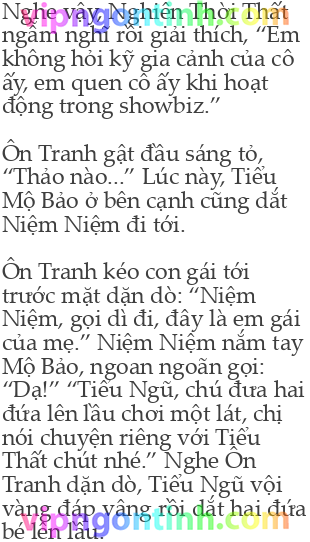 Nghe vậy, Nghiên Thời Thất
ngẫm nghĩ rồi giải thích, “Em
không hỏi kỹ gia cảnh của cô
ấy, em quen cô ấy khi hoạt
động trong showbiz.”
Ôn Tranh gật đầu sáng tỏ,
“Thảo nào...” Lúc này, Tiểu
Mộ Bảo ở bên cạnh cũng dắt
Niệm Niệm đi tới.
Ôn Tranh kéo con gái tới
trước mặt dặn dò: “Niệm
Niệm, gọi dì đi, đây là em gái
của mẹ.” Niệm Niệm nắm tay
Mộ Bảo, ngoan ngoãn gọi:
“Dạ!” “Tiểu Ngũ, chú đưa hai
đứa lên lầu chơi một lát, chị
nói chuyện riêng với Tiểu
Thất chút nhé.” Nghe Ôn
Tranh dặn dò, Tiểu Ngũ vội
vàng đáp vâng rồi dắt hai đứa
bé lên lầu.
vipngontinh.com
vipngontinh.com